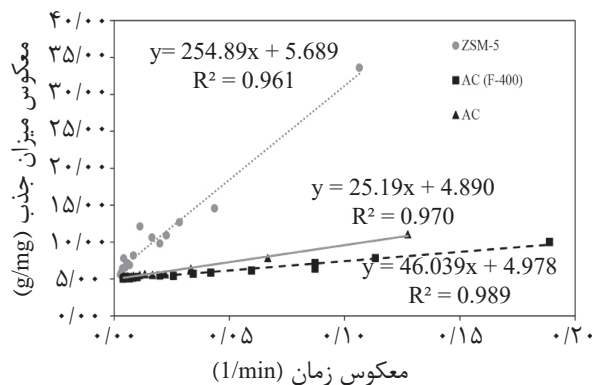 ۴۰/۰۰
۳۵/۰۰
۳۰/۰۰
۲۵/۰۰
۲۰/۰۰
۱۵/۰۰
۱۰/۰۰
۵/۰۰
۰/۰۰
معکوس میزان جذب (g/mg)
y= 254.89x + 5.689
R² = 0.961
ZSM-5
AC (F-400)
AC
y = 25.19x + 4.890
R² = 0.970
y = 46.039x + 4.978
R² = 0.989
۰/۰۰ ۰/۰۵ ۰/۱۰ ۰/۱۵ ۰/۲۰
معکوس زمان (1/min)